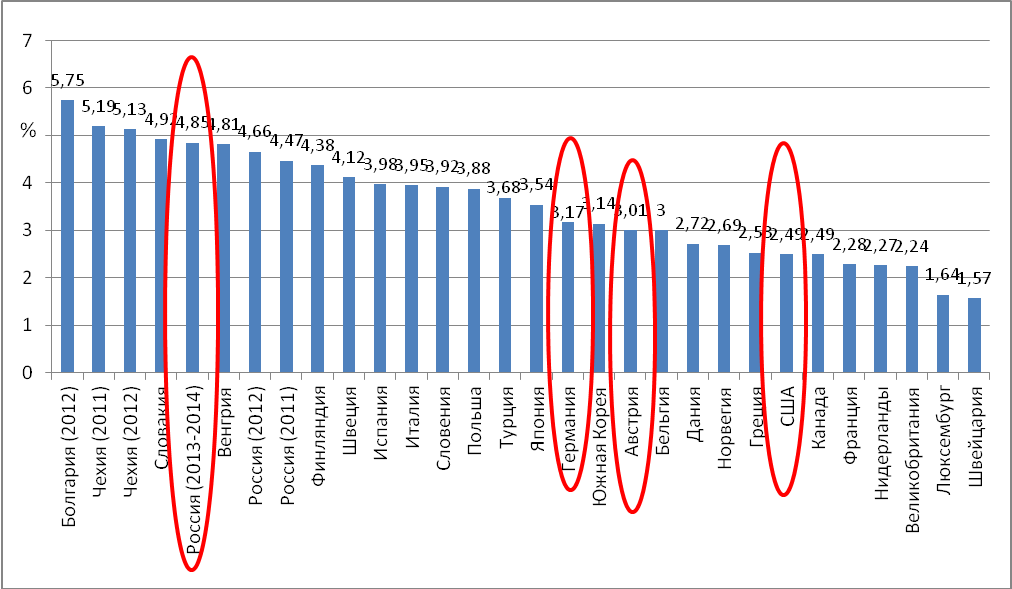 7
6
5
4
3
2
1
0
%
5,75
5,19
5,13
4,92
4,85
4,81
4,66
4,47
4,38
4,12
3,98
3,95
3,92
3,88
3,68
3,54
3,17
3,14
3,01
3
2,72
2,69
2,53
2,49
2,49
2,28
2,27
2,24
1,64
1,57
Болгария (2012)
Чехия (2011)
Чехия (2012)
Словакия
Россия (2013-2014)
Венгрия
Россия (2012)
Россия (2011)
Финляндия
Швеция
Испания
Италия
Словения
Польша
Турция
Япония
Германия
Южная Корея
Австрия
Бельгия
Дания
Норвегия
Греция
США
Канада
Франция
Нидерланды
Великобритания
Люксембург
Швейцария